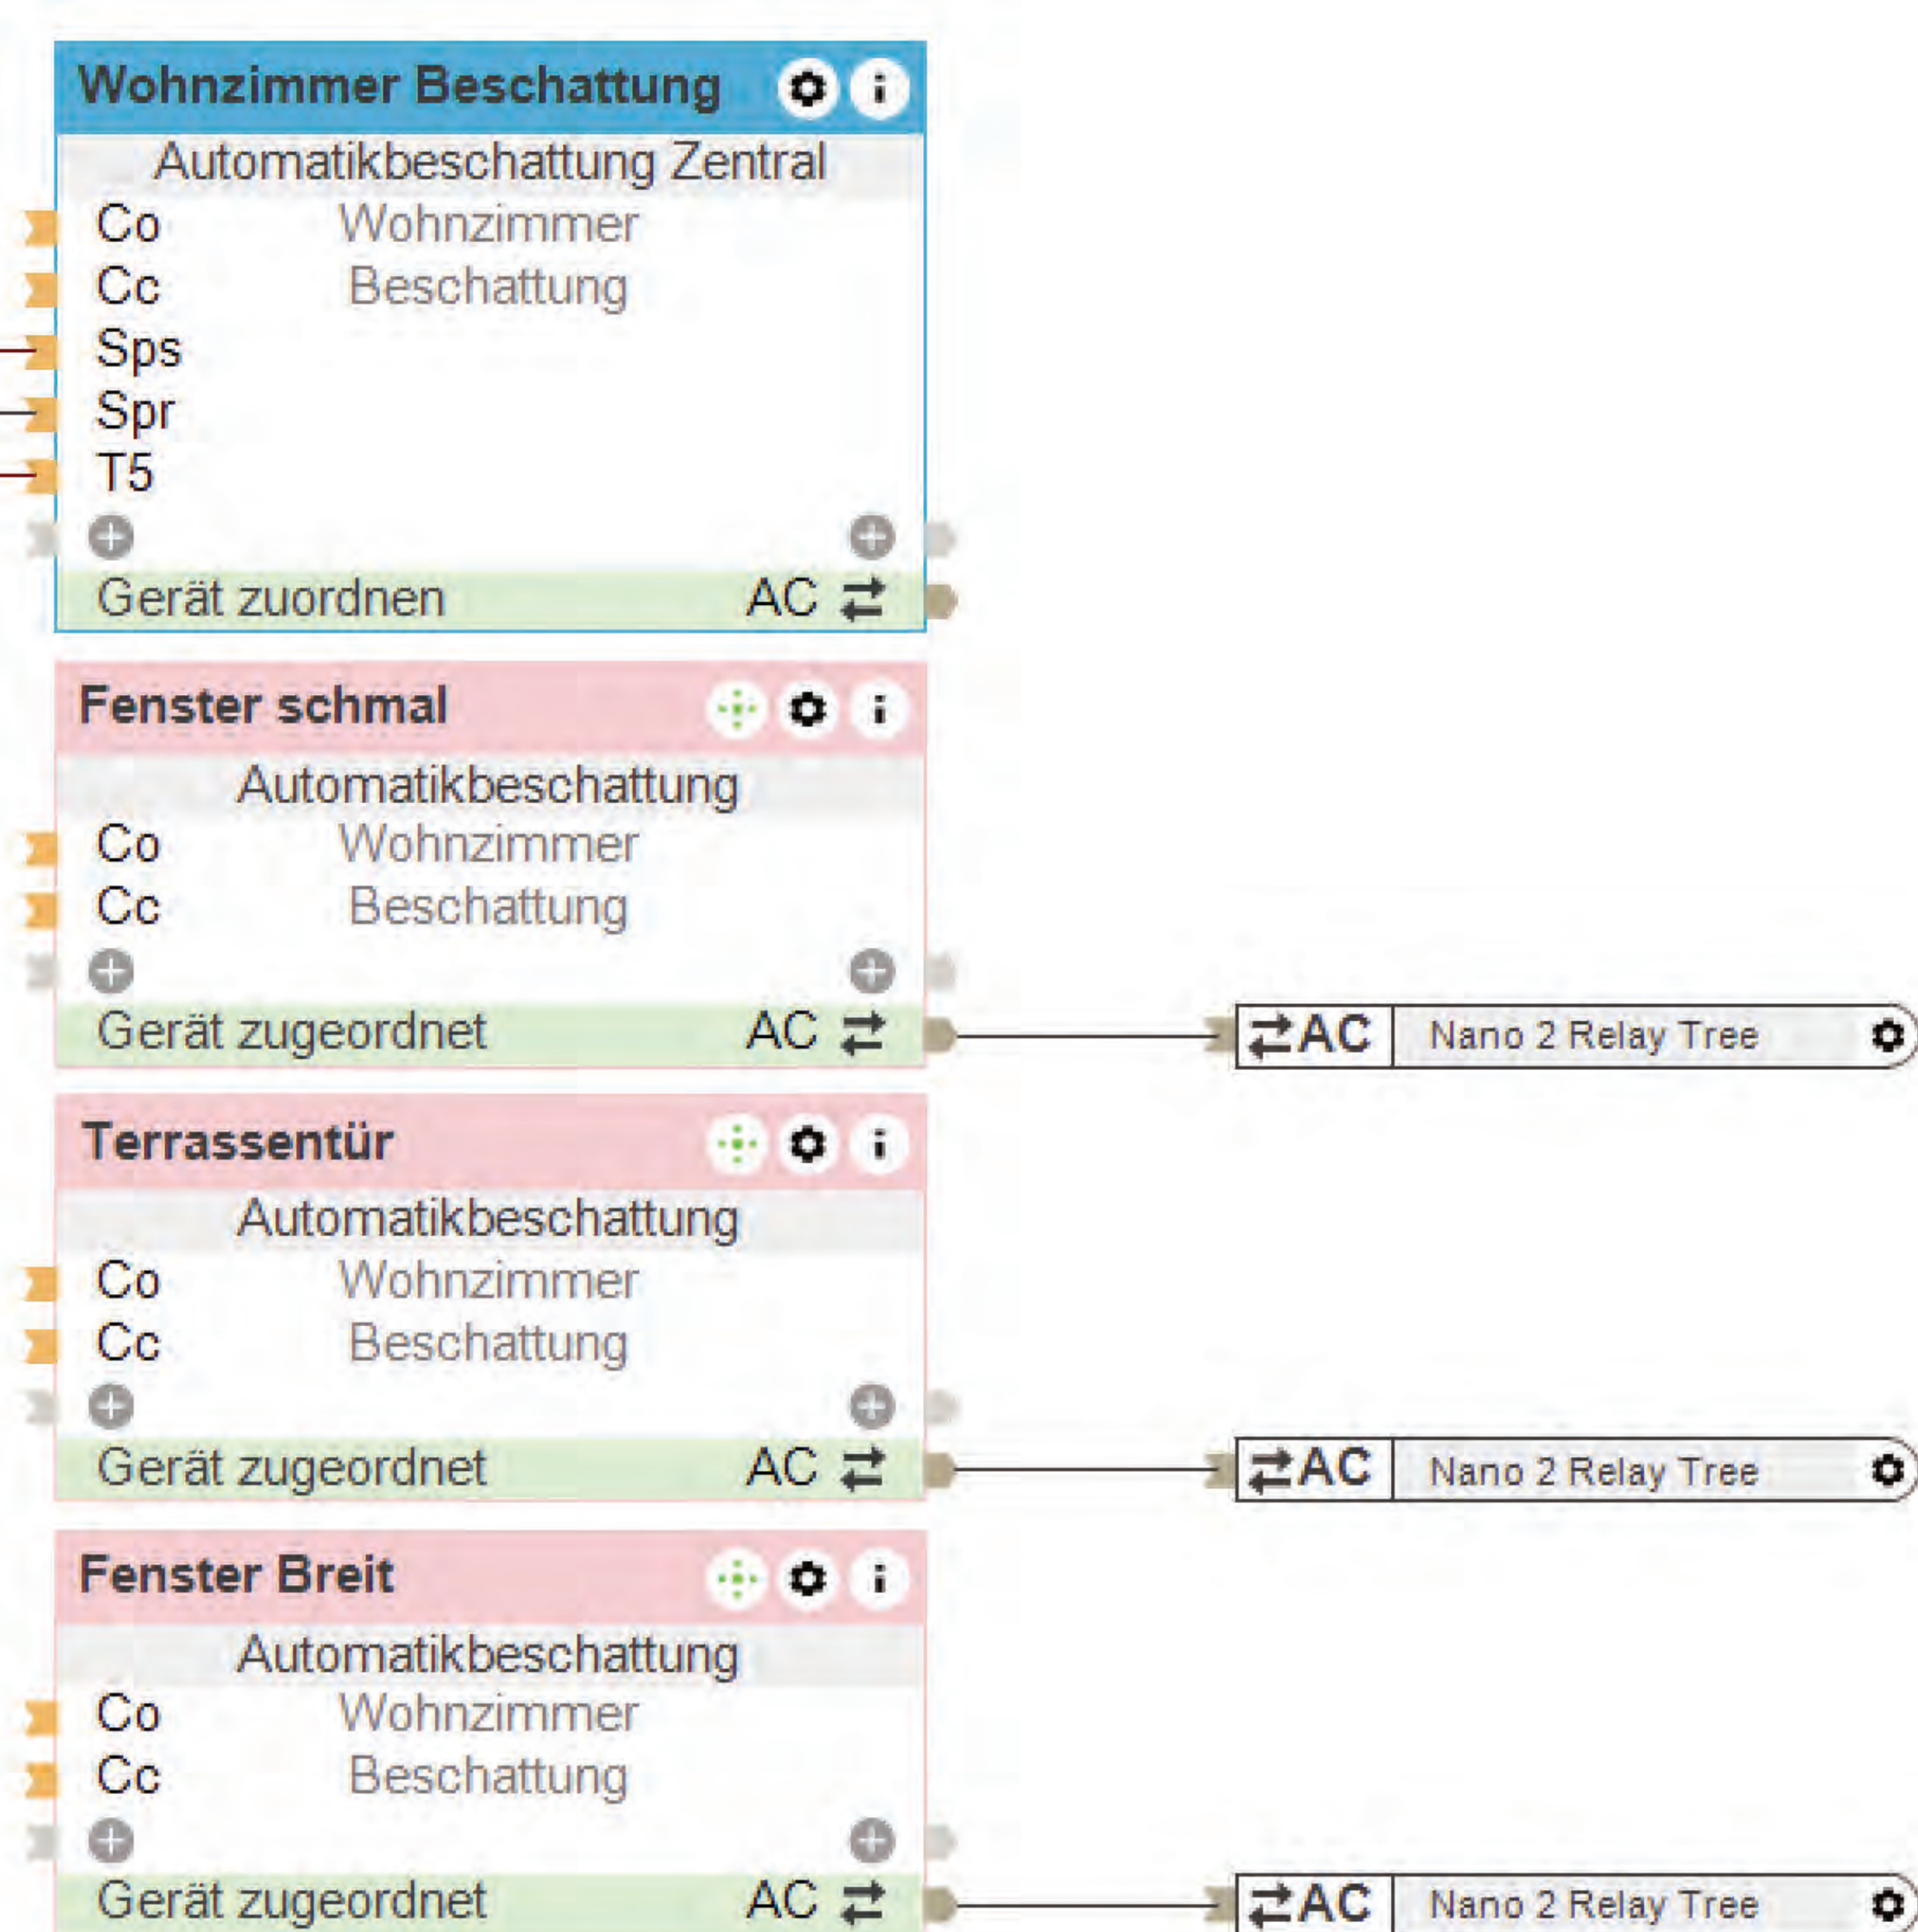 Wohnzimmer Beschattung i
Automatikbeschattung Zentral
Co Wohnzimmer
Cc Beschattung
Sps
Spr
T5
Gerät zuordnen AC
Fenster schmal i
Automatikbeschattung
Co Wohnzimmer
Cc Beschattung
Gerät zugeordnet AC
AC Nano 2 Relay Tree
Terrassentür i
Automatikbeschattung
Co Wohnzimmer
Cc Beschattung
Gerät zugeordnet AC
AC Nano 2 Relay Tree
Fenster Breit i
Automatikbeschattung
Co Wohnzimmer
Cc Beschattung
Gerät zugeordnet AC
AC Nano 2 Relay Tree